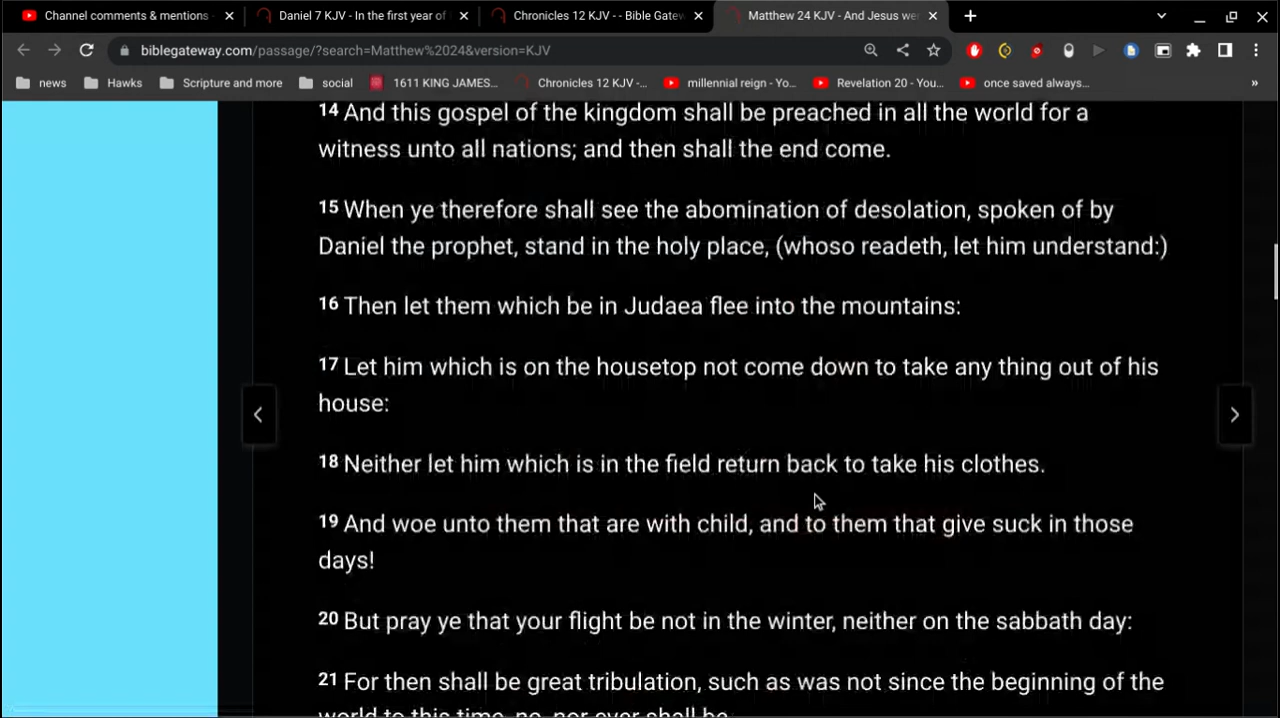 Channel comments & mentions -
Daniel 7 KJV - In the first year of
Chronicles 12 KJV - - Bible Gatew
Matthew 24 KJV - And Jesus wen
biblegateway.com/passage/?search=Matthew%2024&version=KJV
news
Hawks
Scripture and more
social
1611 KING JAMES...
Chronicles 12 KJV -...
millennial reign - Yo...
Revelation 20 - You...
once saved always...
»
14 And this gospel of the kingdom shall be preached in all the world for a
witness unto all nations; and then shall the end come.
15 When ye therefore shall see the abomination of desolation, spoken of by
Daniel the prophet, stand in the holy place, (whoso readeth, let him understand:)
16 Then let them which be in Judaea flee into the mountains:
17 Let him which is on the housetop not come down to take any thing out of his
house:
18 Neither let him which is in the field return back to take his clothes.
19 And woe unto them that are with child, and to them that give suck in those
days!
20 But pray ye that your flight be not in the winter, neither on the sabbath day:
21 For then shall be great tribulation, such as was not since the beginning of the
world to this time, no, nor ever shall be.